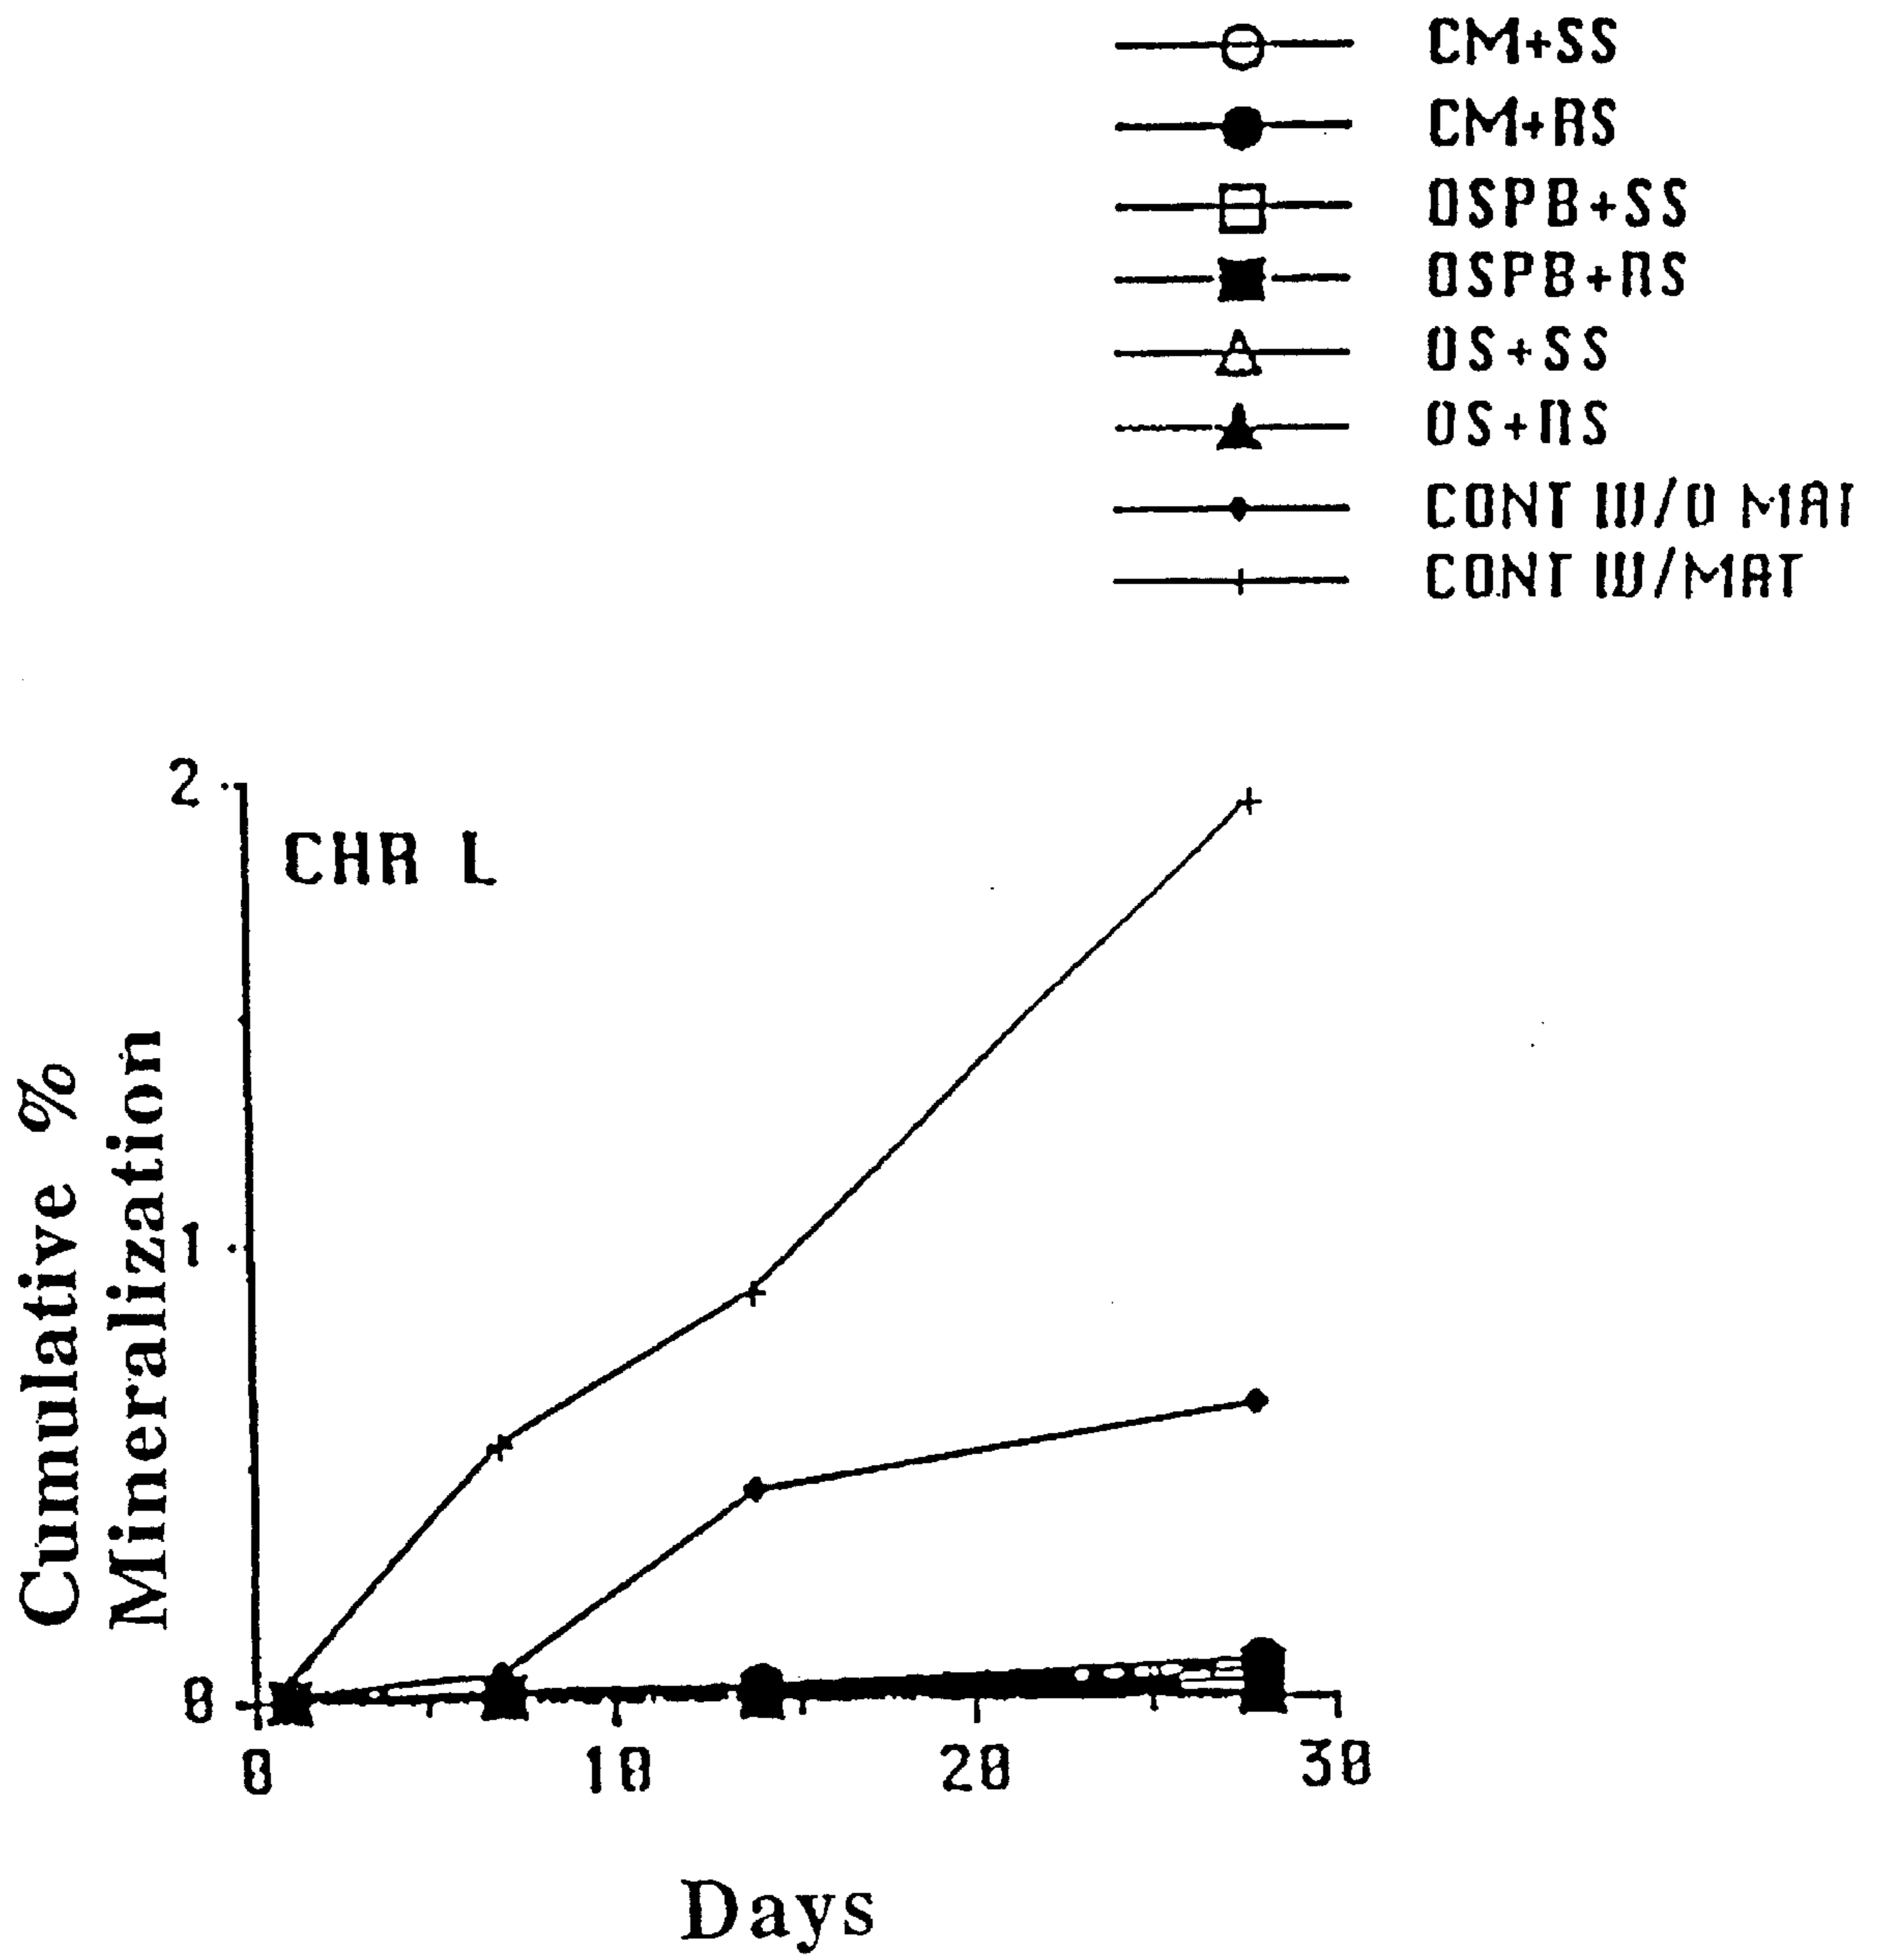 CM+SS
CM+RS
OSPB+SS
OSPB+RS
OS+SS
OS+RS
CONT W/O MAT
CONT W/MAT
2
CHR L
Cumulative %
Mineralization
1
0
0 10 20 30
Days